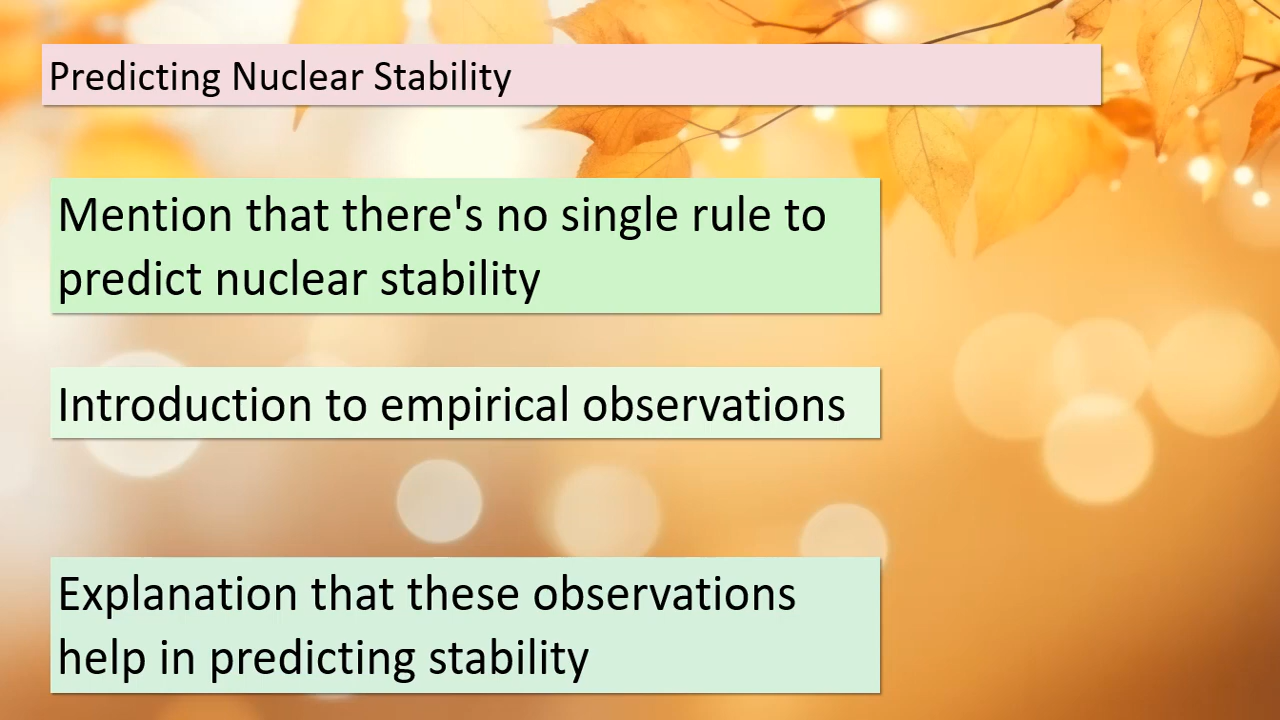 Predicting Nuclear Stability
Mention that there's no single rule to
predict nuclear stability
Introduction to empirical observations
Explanation that these observations
help in predicting stability